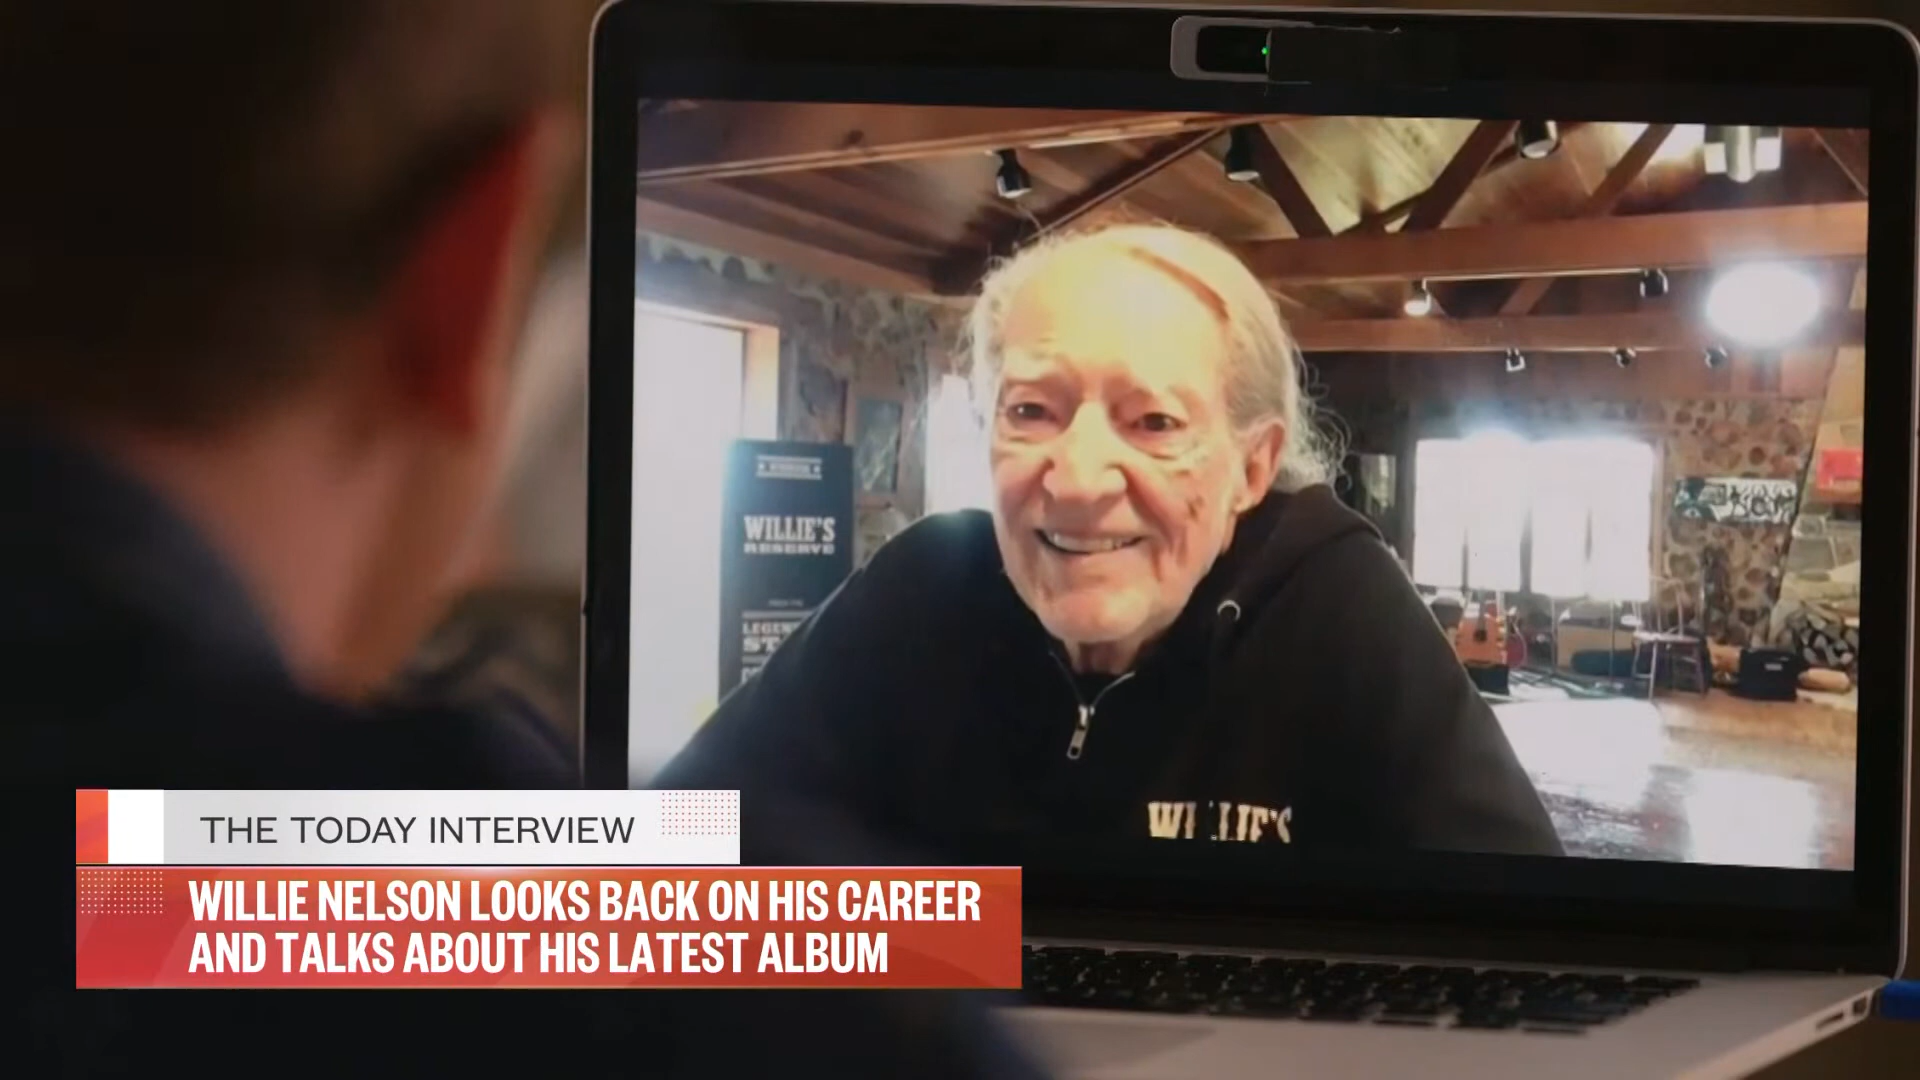 WILLIE'S
RESERVE
WILLIE'S
THE TODAY INTERVIEW
WILLIE NELSON LOOKS BACK ON HIS CAREER
AND TALKS ABOUT HIS LATEST ALBUM